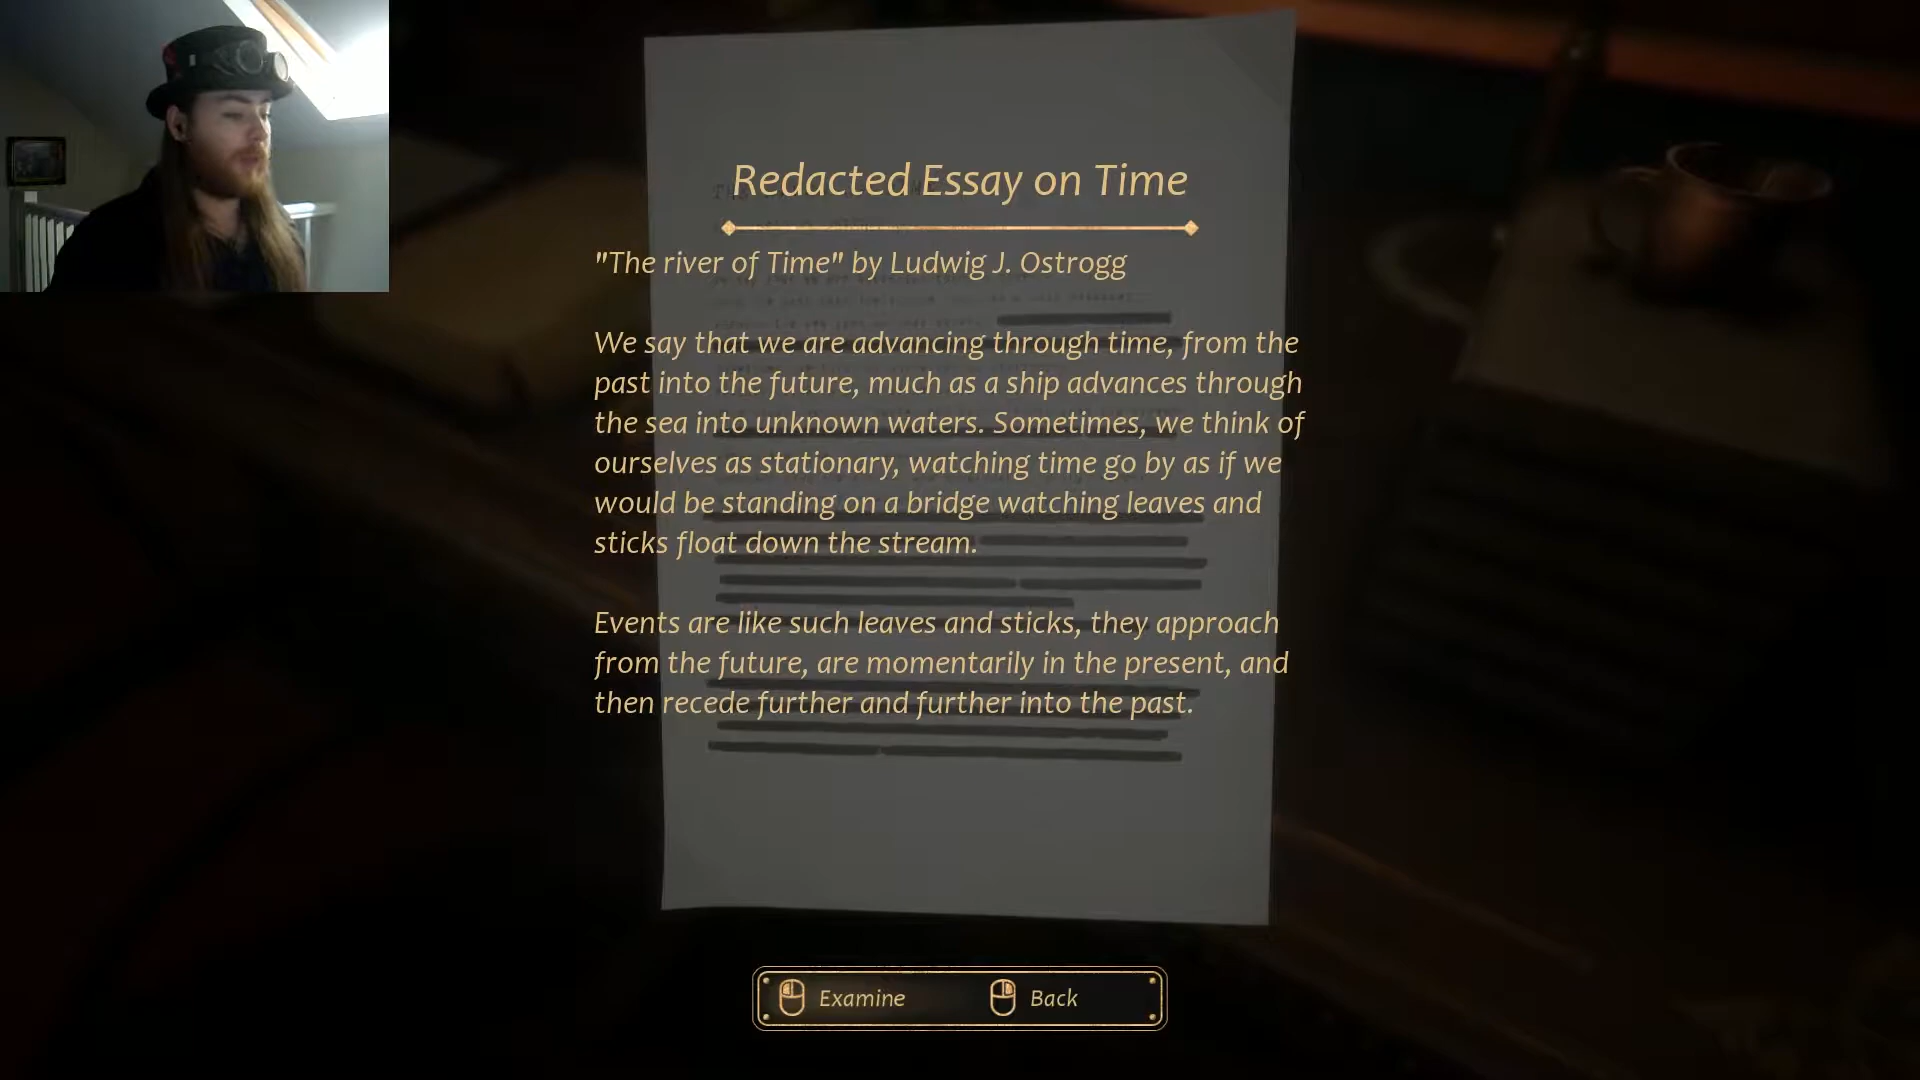 Redacted Essay on Time
"The river of Time" by Ludwig J. Ostrogg
We say that we are advancing through time, from the
past into the future, much as a ship advances through
the sea into unknown waters. Sometimes, we think of
ourselves as stationary, watching time go by as if we
would be standing on a bridge watching leaves and
sticks float down the stream.
Events are like such leaves and sticks, they approach
from the future, are momentarily in the present, and
then recede further and further into the past.
Examine Back